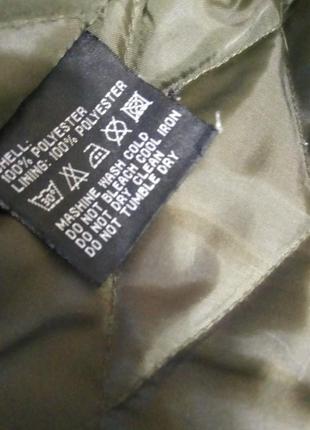 SHELL:
100% POLYESTER
LINING: 100% POLYESTER
30°
MASHINE WASH COLD
DO NOT BLEACH COOL IRON
DO NOT DRY CLEAN
DO NOT TUMBLE DRY